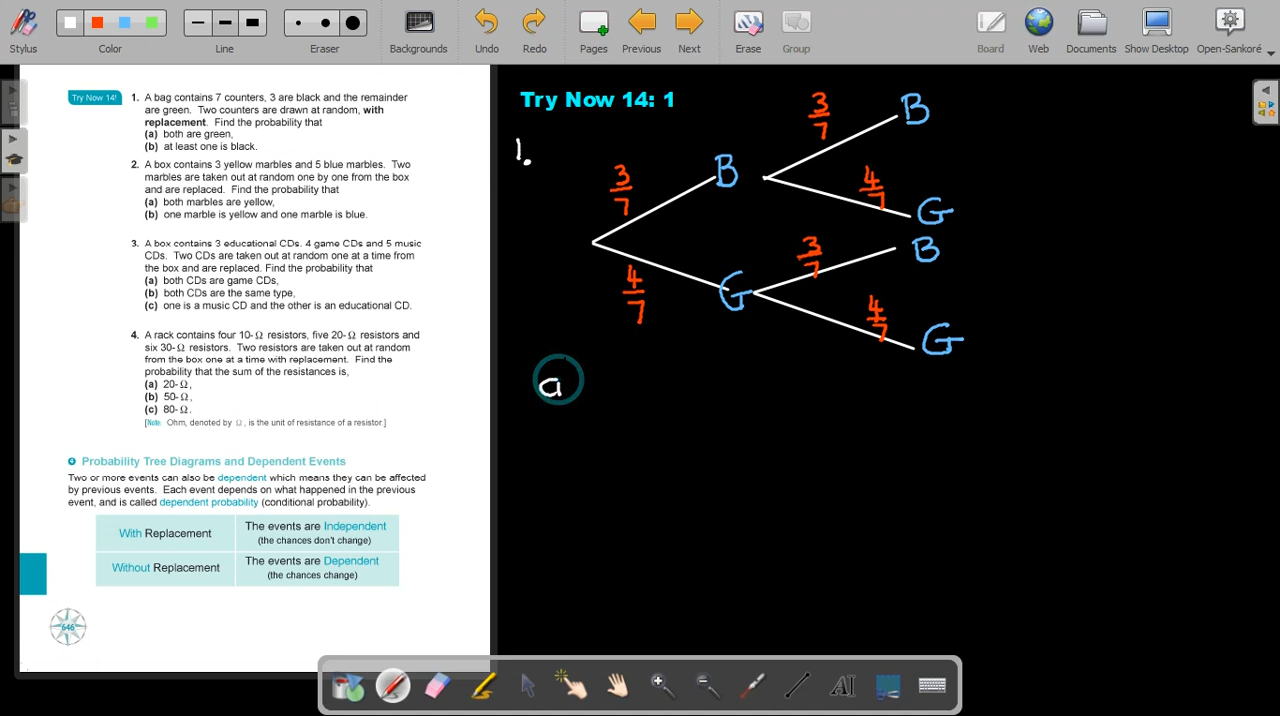 Stylus Color Line Eraser Backgrounds Undo Redo Pages Previous Next Erase Group Board Web Documents Show Desktop Open-Sankoré
Try Now 14!
1. A bag contains 7 counters, 3 are black and the remainder
are green. Two counters are drawn at random, with
replacement. Find the probability that
(a) both are green,
(b) at least one is black.
2. A box contains 3 yellow marbles and 5 blue marbles. Two
marbles are taken out at random one by one from the box
and are replaced. Find the probability that
(a) both marbles are yellow,
(b) one marble is yellow and one marble is blue.
3. A box contains 3 educational CDs. 4 game CDs and 5 music
CDs. Two CDs are taken out at random one at a time from
the box and are replaced. Find the probability that
(a) both CDs are game CDs,
(b) both CDs are the same type,
(c) one is a music CD and the other is an educational CD.
4. A rack contains four 10-Ω resistors, five 20-Ω resistors and
six 30-Ω resistors. Two resistors are taken out at random
from the box one at a time with replacement. Find the
probability that the sum of the resistances is,
(a) 20-Ω,
(b) 50-Ω,
(c) 80-Ω.
[Note: Ohm, denoted by Ω, is the unit of resistance of a resistor.]
Probability Tree Diagrams and Dependent Events
Two or more events can also be dependent which means they can be affected
by previous events. Each event depends on what happened in the previous
event, and is called dependent probability (conditional probability).
With Replacement
The events are Independent
(the chances don't change)
Without Replacement
The events are Dependent
(the chances change)
646
Try Now 14: 1
1.
3/7 B
3/7 B
4/7 G
4/7 G
3/7 B
4/7 G
a
AI